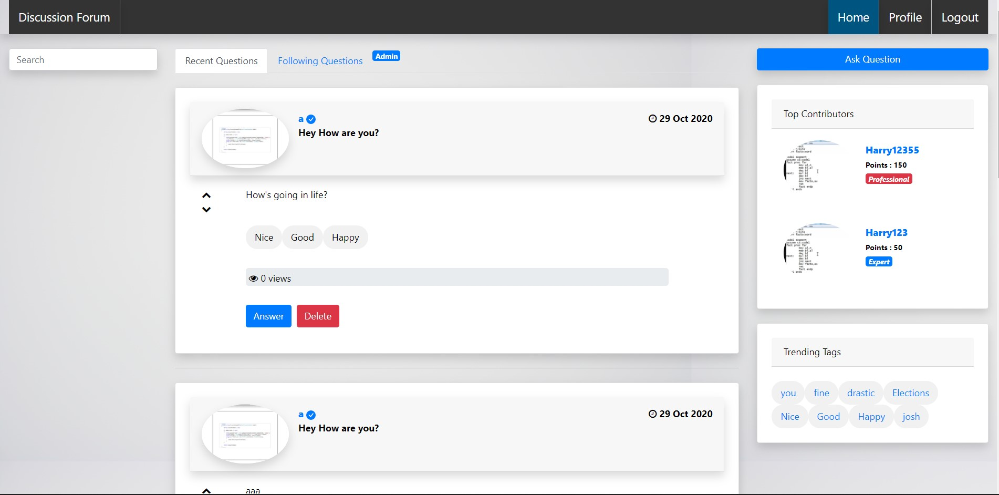 Discussion Forum
Home
Profile
Logout
Search
Recent Questions
Following Questions
Admin
Ask Question
a
Hey How are you?
29 Oct 2020
How's going in life?
Nice
Good
Happy
0 views
Answer
Delete
a
Hey How are you?
29 Oct 2020
aaa
Top Contributors
Harry12355
Points : 150
Professional
Harry123
Points : 50
Expert
Trending Tags
you
fine
drastic
Elections
Nice
Good
Happy
josh